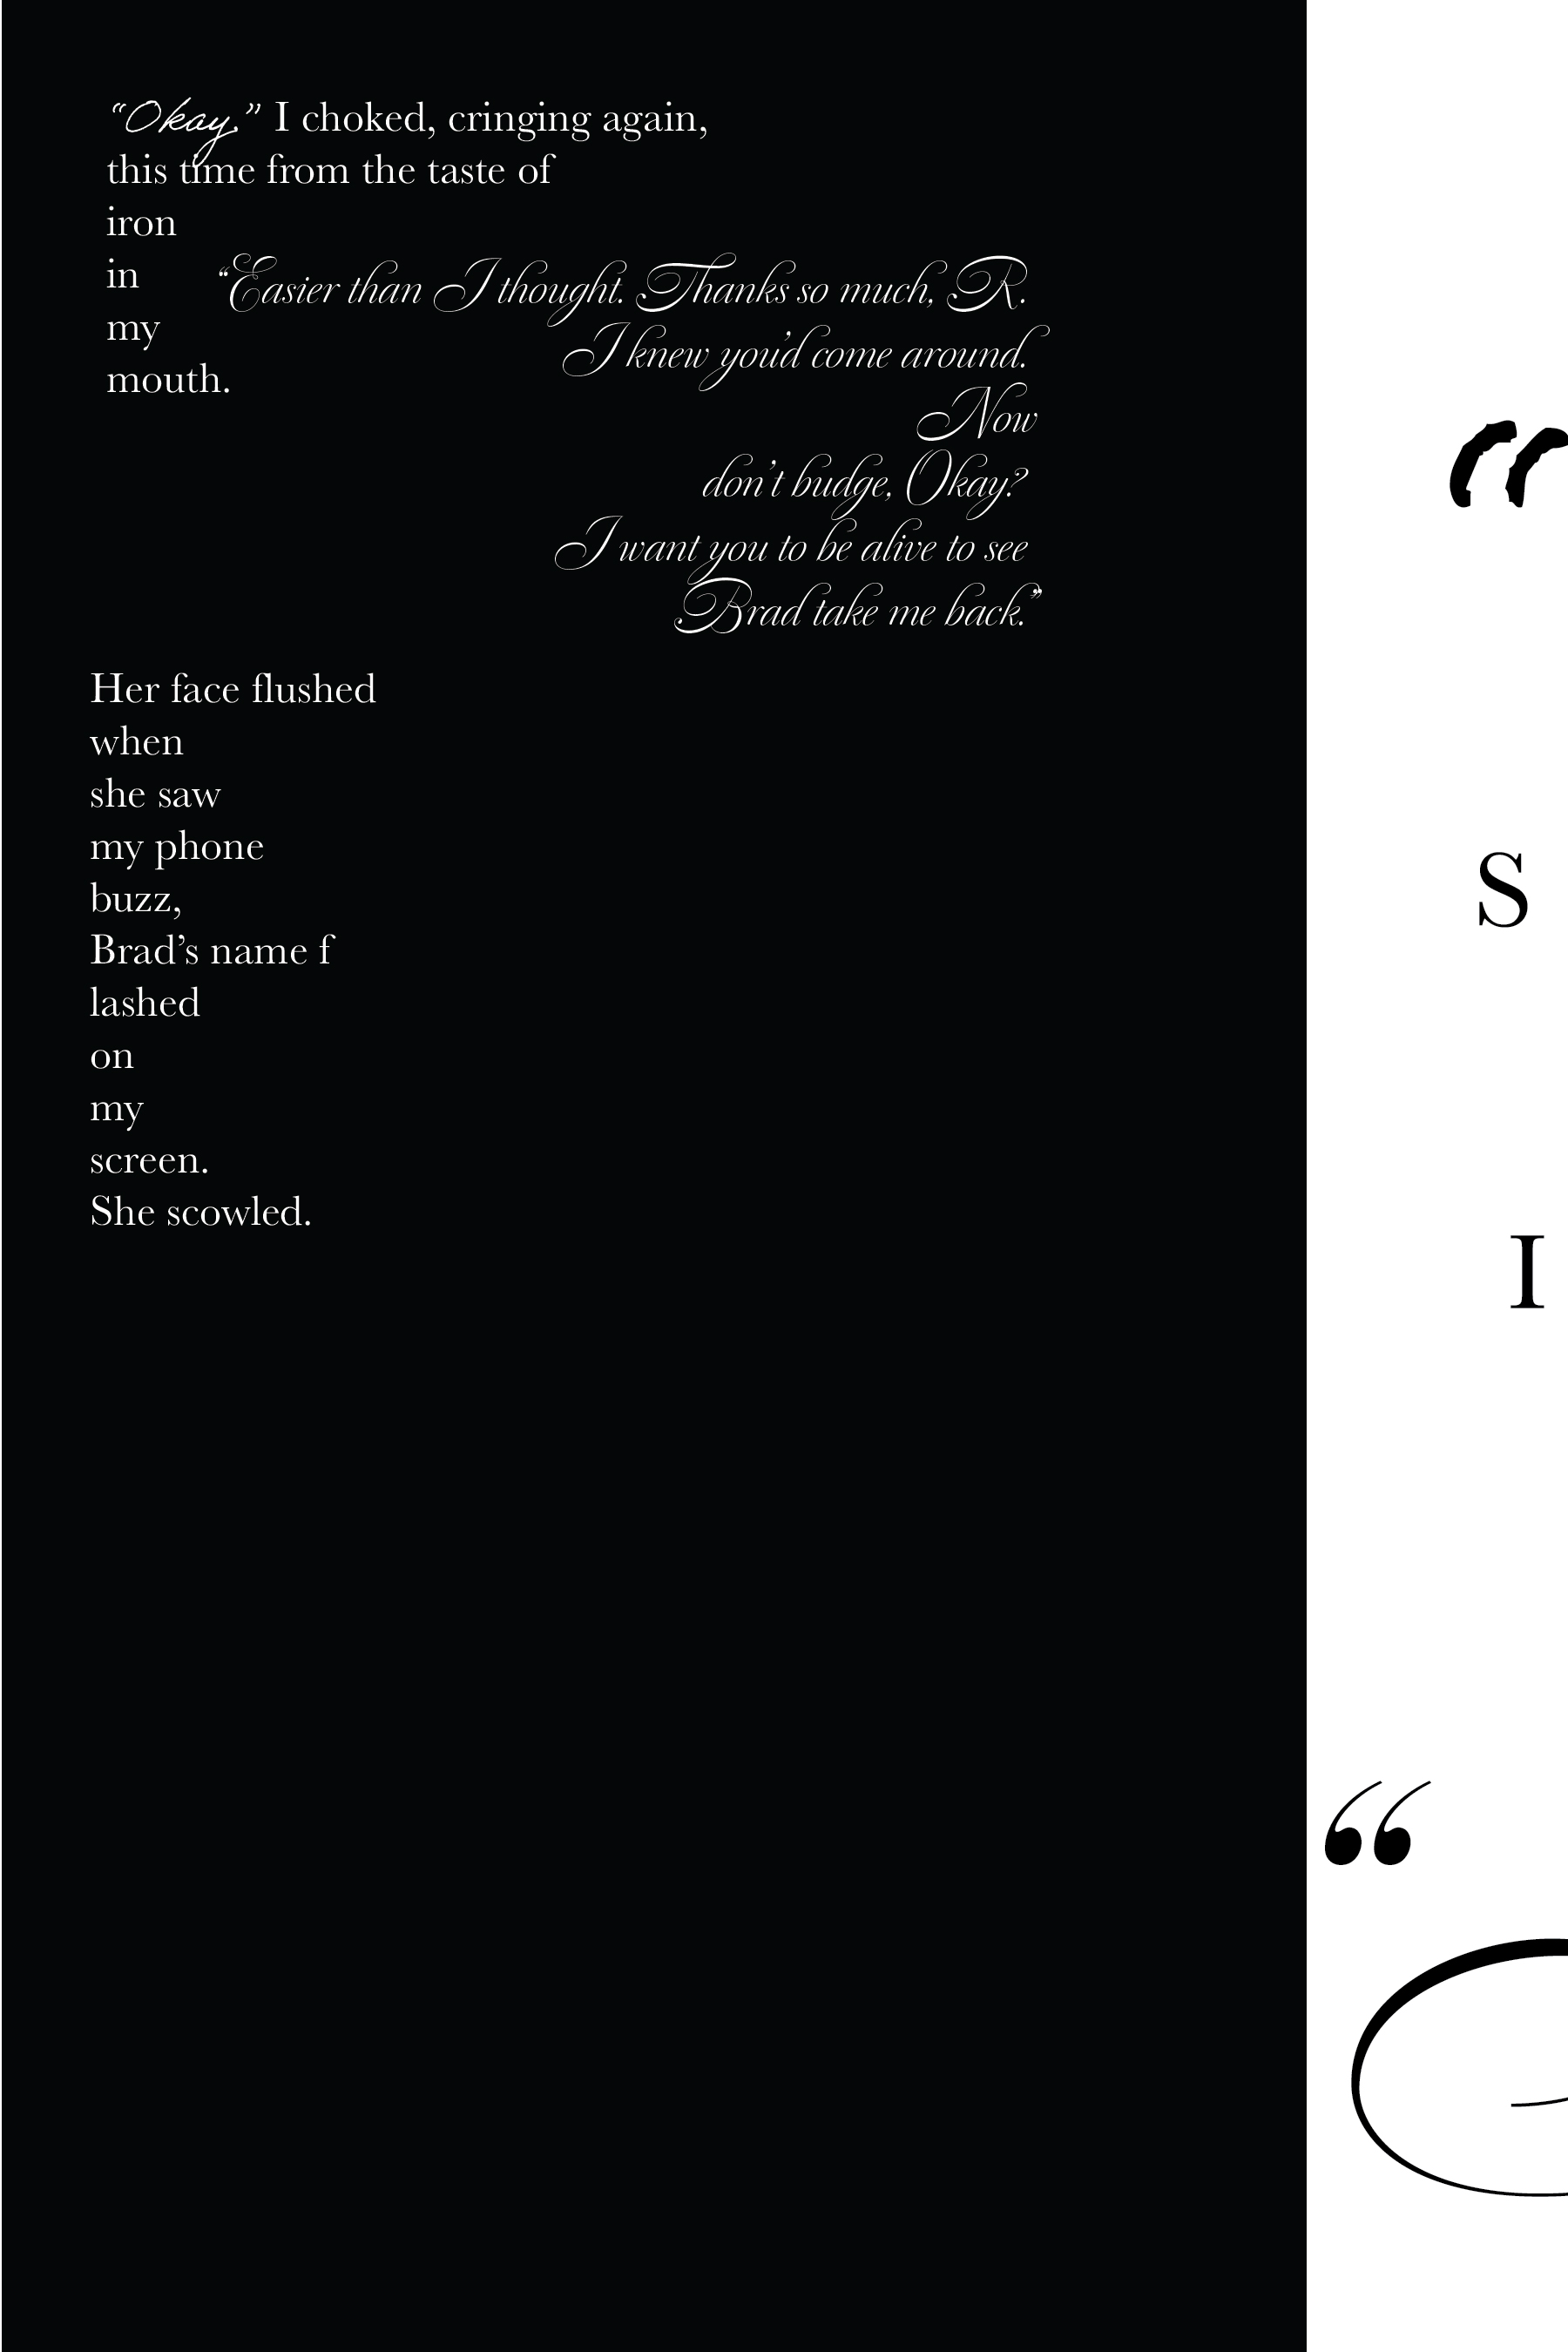 “Okay.” I choked, cringing again,
this time from the taste of
iron
in
my
mouth.
“Easier than I thought. Thanks so much, R.
I knew you’d come around.
Now
don’t budge, Okay?
I want you to be alive to see
Brad take me back.”
Her face flushed
when
she saw
my phone
buzz,
Brad’s name f
lashed
on
my
screen.
She scowled.
“
S
I
“